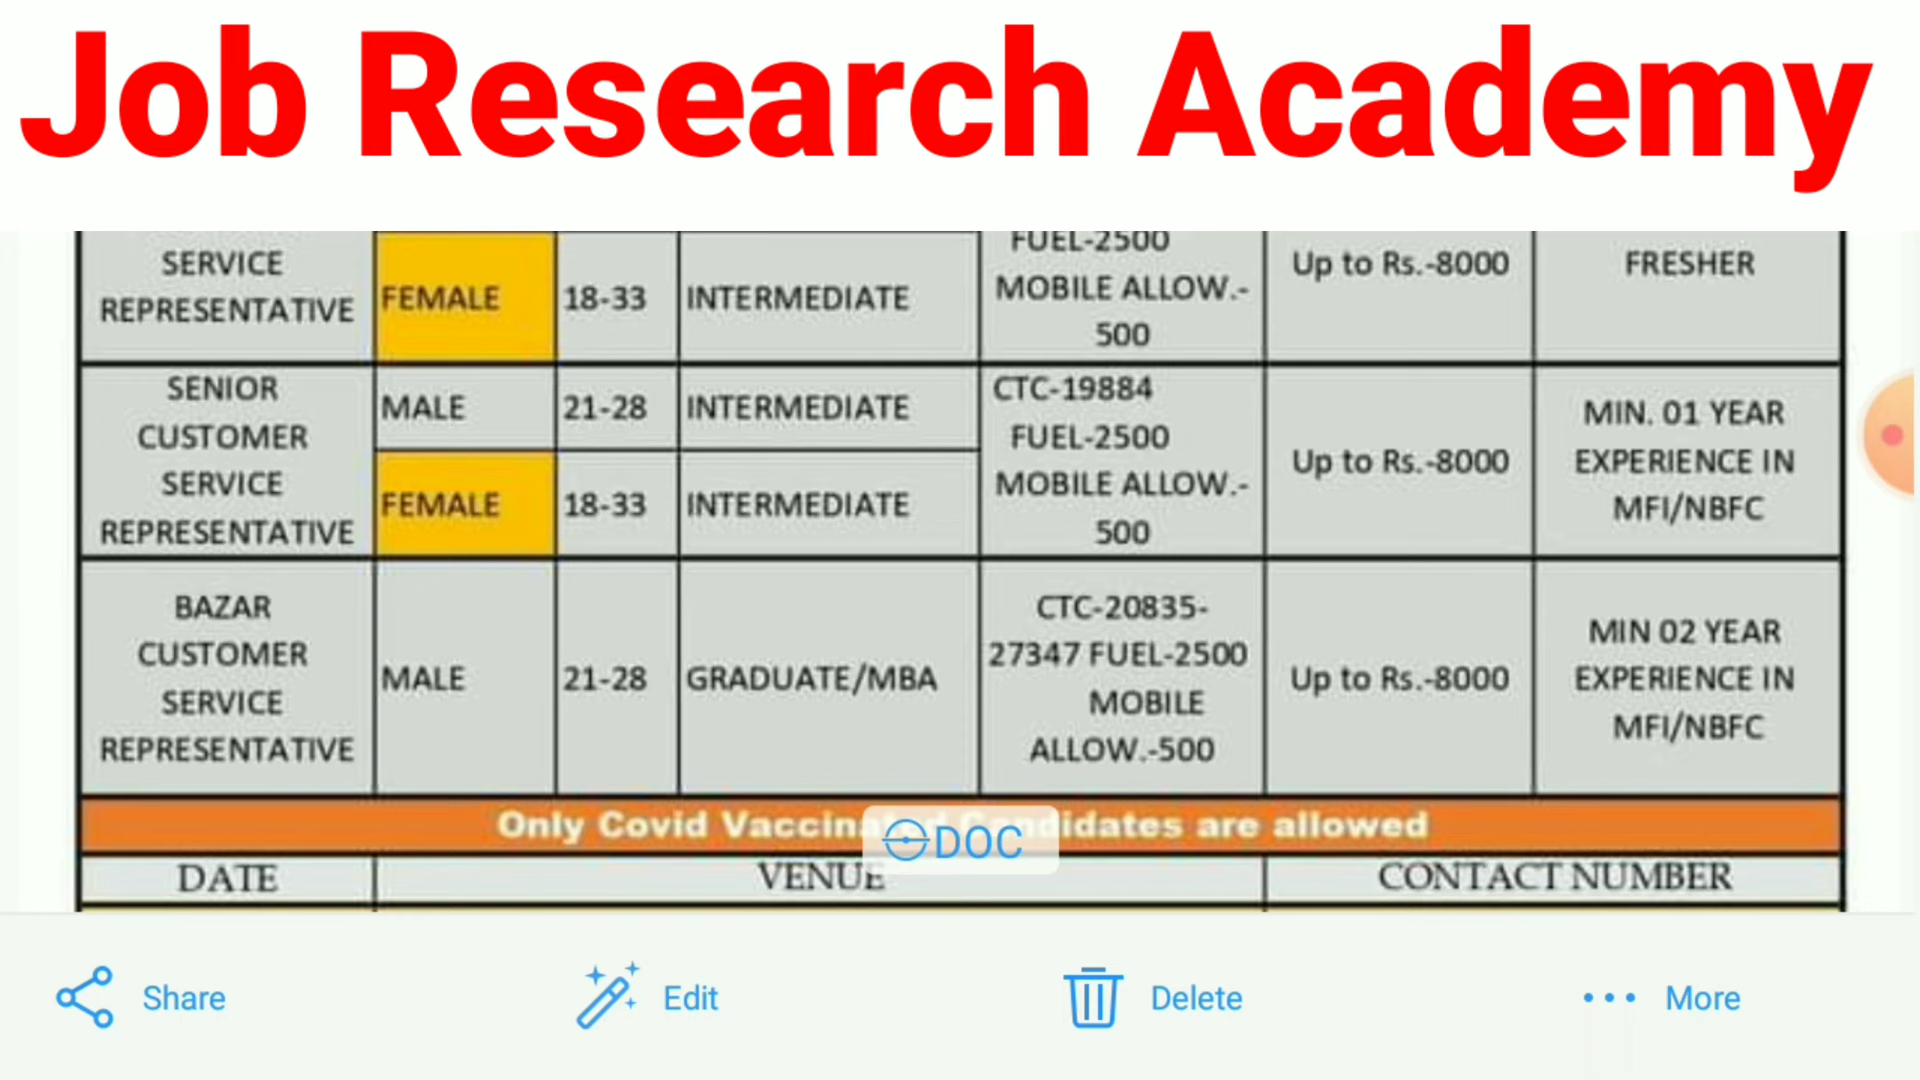 Job Research Academy
SERVICE
REPRESENTATIVE
FEMALE
18-33
INTERMEDIATE
FUEL-2500
MOBILE ALLOW.-
500
Up to Rs.-8000
FRESHER
SENIOR
CUSTOMER
SERVICE
REPRESENTATIVE
MALE
21-28
INTERMEDIATE
FEMALE
18-33
INTERMEDIATE
CTC-19884
FUEL-2500
MOBILE ALLOW.-
500
Up to Rs.-8000
MIN. 01 YEAR
EXPERIENCE IN
MFI/NBFC
BAZAR
CUSTOMER
SERVICE
REPRESENTATIVE
MALE
21-28
GRADUATE/MBA
CTC-20835-
27347 FUEL-2500
MOBILE
ALLOW.-500
Up to Rs.-8000
MIN 02 YEAR
EXPERIENCE IN
MFI/NBFC
Only Covid Vaccinated Candidates are allowed
DOC
DATE
VENUE
CONTACT NUMBER
Share
Edit
Delete
More